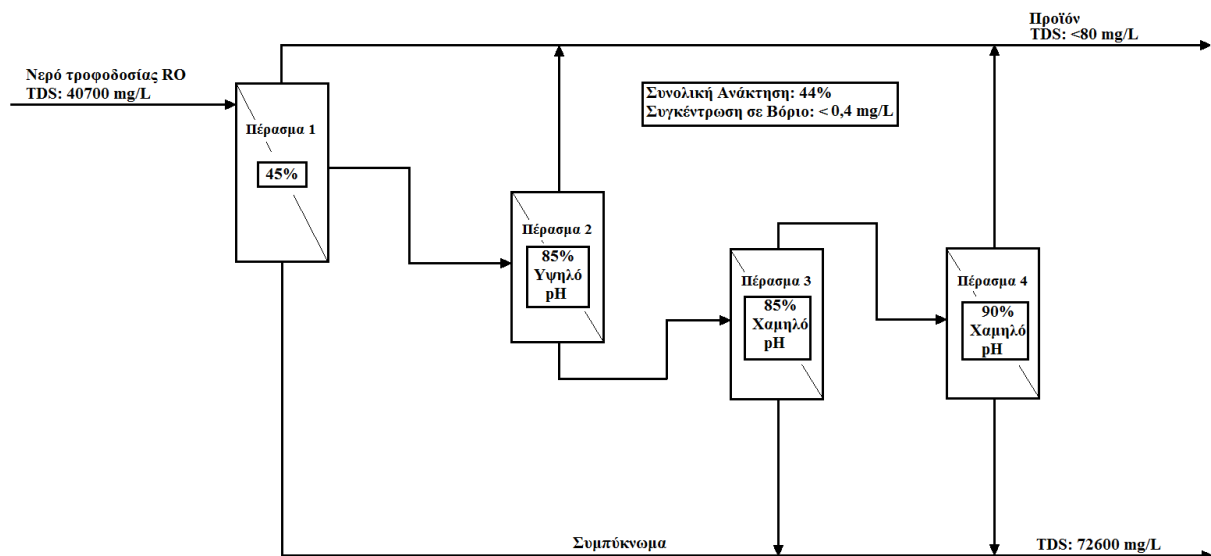 Προϊόν
TDS: <80 mg/L
Νερό τροφοδοσίας RO
TDS: 40700 mg/L
Συνολική Ανάκτηση: 44%
Συγκέντρωση σε Βόριο: < 0,4 mg/L
Πέρασμα 1
45%
Πέρασμα 2
85%
Υψηλό
pH
Πέρασμα 3
85%
Χαμηλό
pH
Πέρασμα 4
90%
Χαμηλό
pH
Συμπύκνωμα
TDS: 72600 mg/L